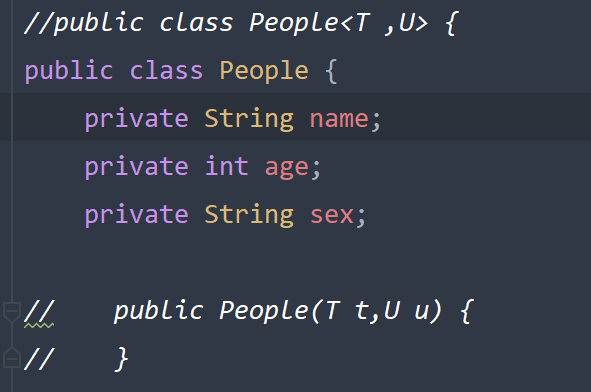 //public class People<T ,U> {
public class People {
    private String name;
    private int age;
    private String sex;
//    public People(T t,U u) {
//    }